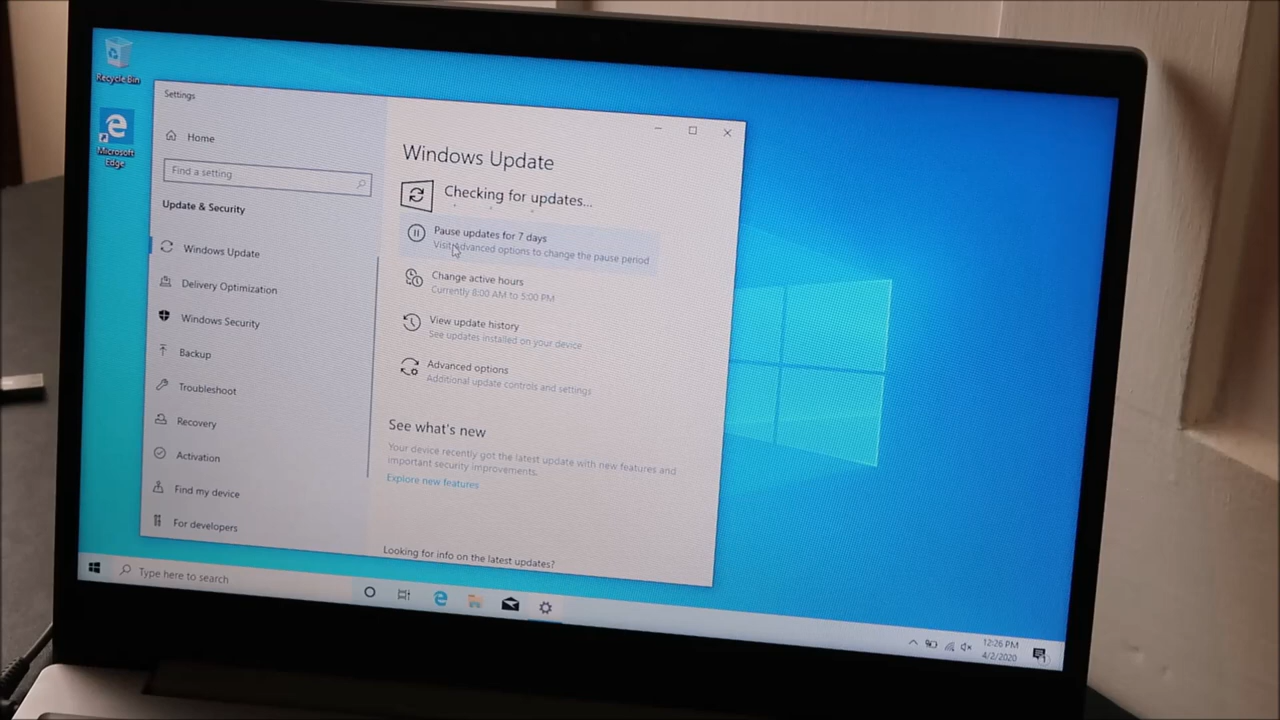 Recycle Bin
Microsoft
Edge
Settings
Home
Find a setting
Update & Security
Windows Update
Delivery Optimization
Windows Security
Backup
Troubleshoot
Recovery
Activation
Find my device
For developers
Windows Update
Checking for updates...
Pause updates for 7 days
Visit Advanced options to change the pause period
Change active hours
Currently 8:00 AM to 5:00 PM
View update history
See updates installed on your device
Advanced options
Additional update controls and settings
See what's new
Your device recently got the latest update with new features and
important security improvements.
Explore new features
Looking for info on the latest updates?
Type here to search
12:26 PM
4/2/2020
1